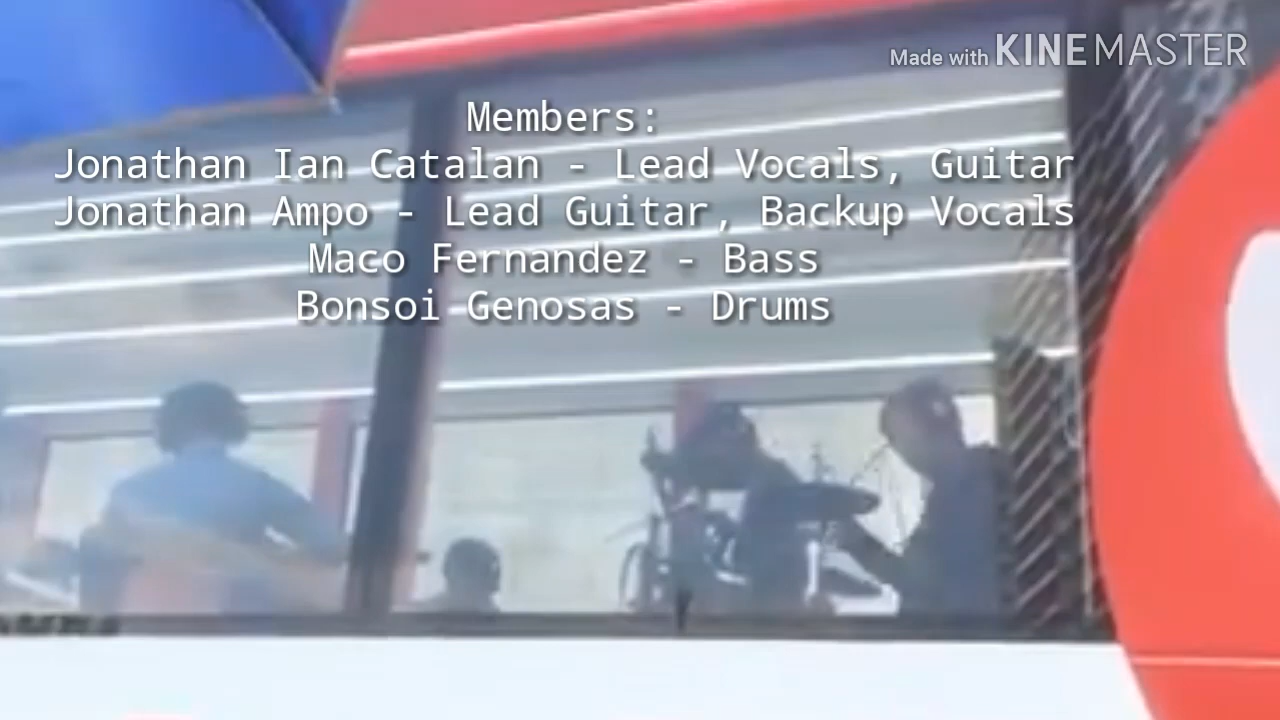 Made with KINEMASTER
Members:
Jonathan Ian Catalan - Lead Vocals, Guitar
Jonathan Ampo - Lead Guitar, Backup Vocals
Maco Fernandez - Bass
Bonsoi Genosas - Drums